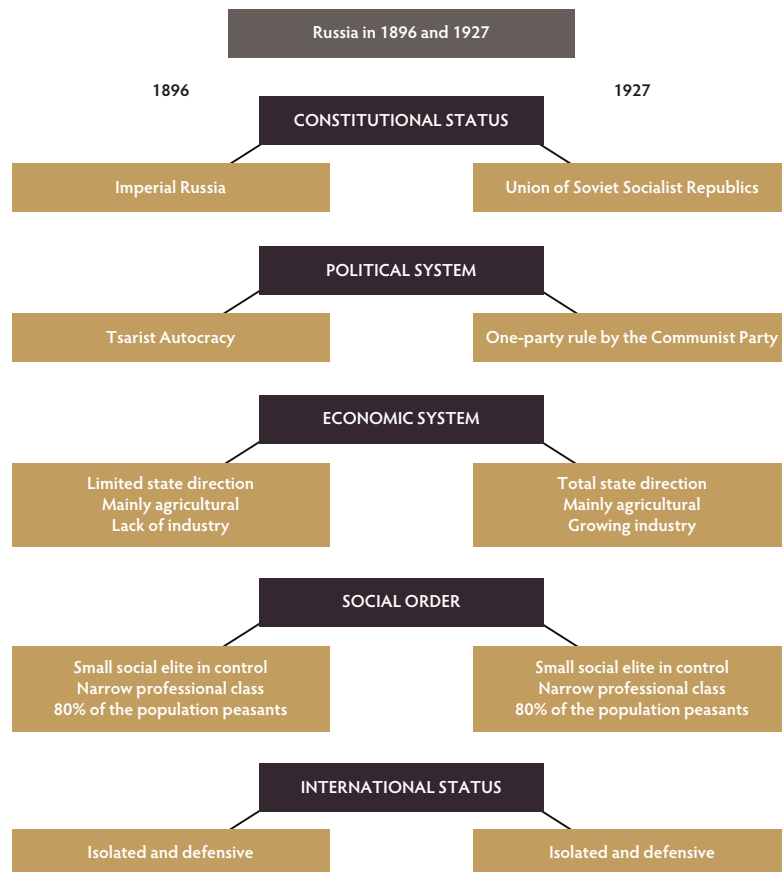 Russia in 1896 and 1927
1896
1927
CONSTITUTIONAL STATUS
Imperial Russia
Union of Soviet Socialist Republics
POLITICAL SYSTEM
Tsarist Autocracy
One-party rule by the Communist Party
ECONOMIC SYSTEM
Limited state direction
Mainly agricultural
Lack of industry
Total state direction
Mainly agricultural
Growing industry
SOCIAL ORDER
Small social elite in control
Narrow professional class
80% of the population peasants
Small social elite in control
Narrow professional class
80% of the population peasants
INTERNATIONAL STATUS
Isolated and defensive
Isolated and defensive